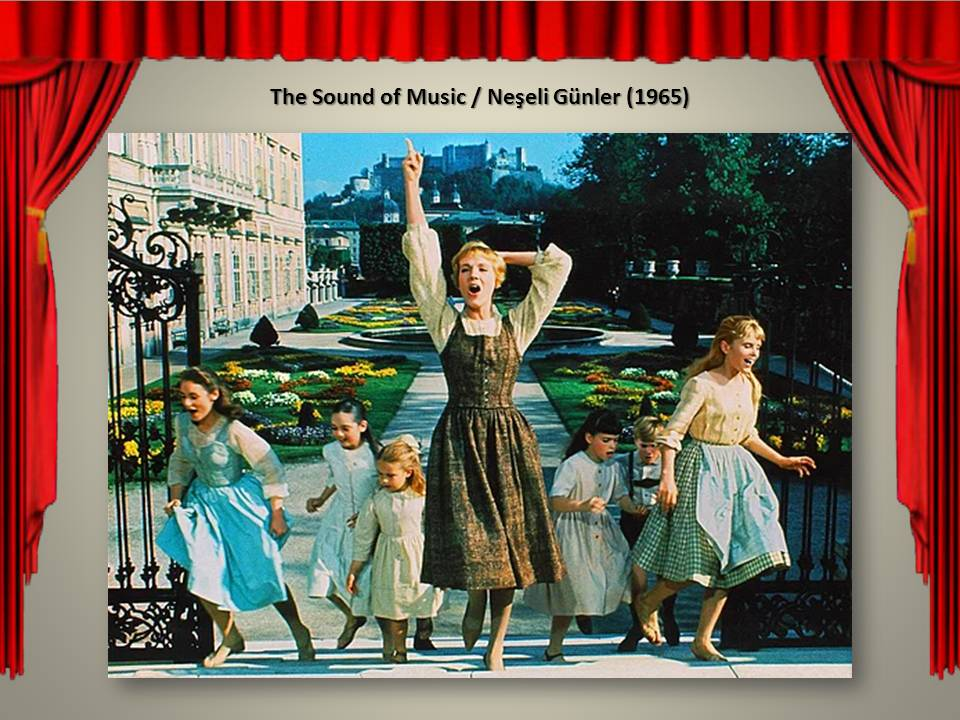 The Sound of Music / Neşeli Günler (1965)